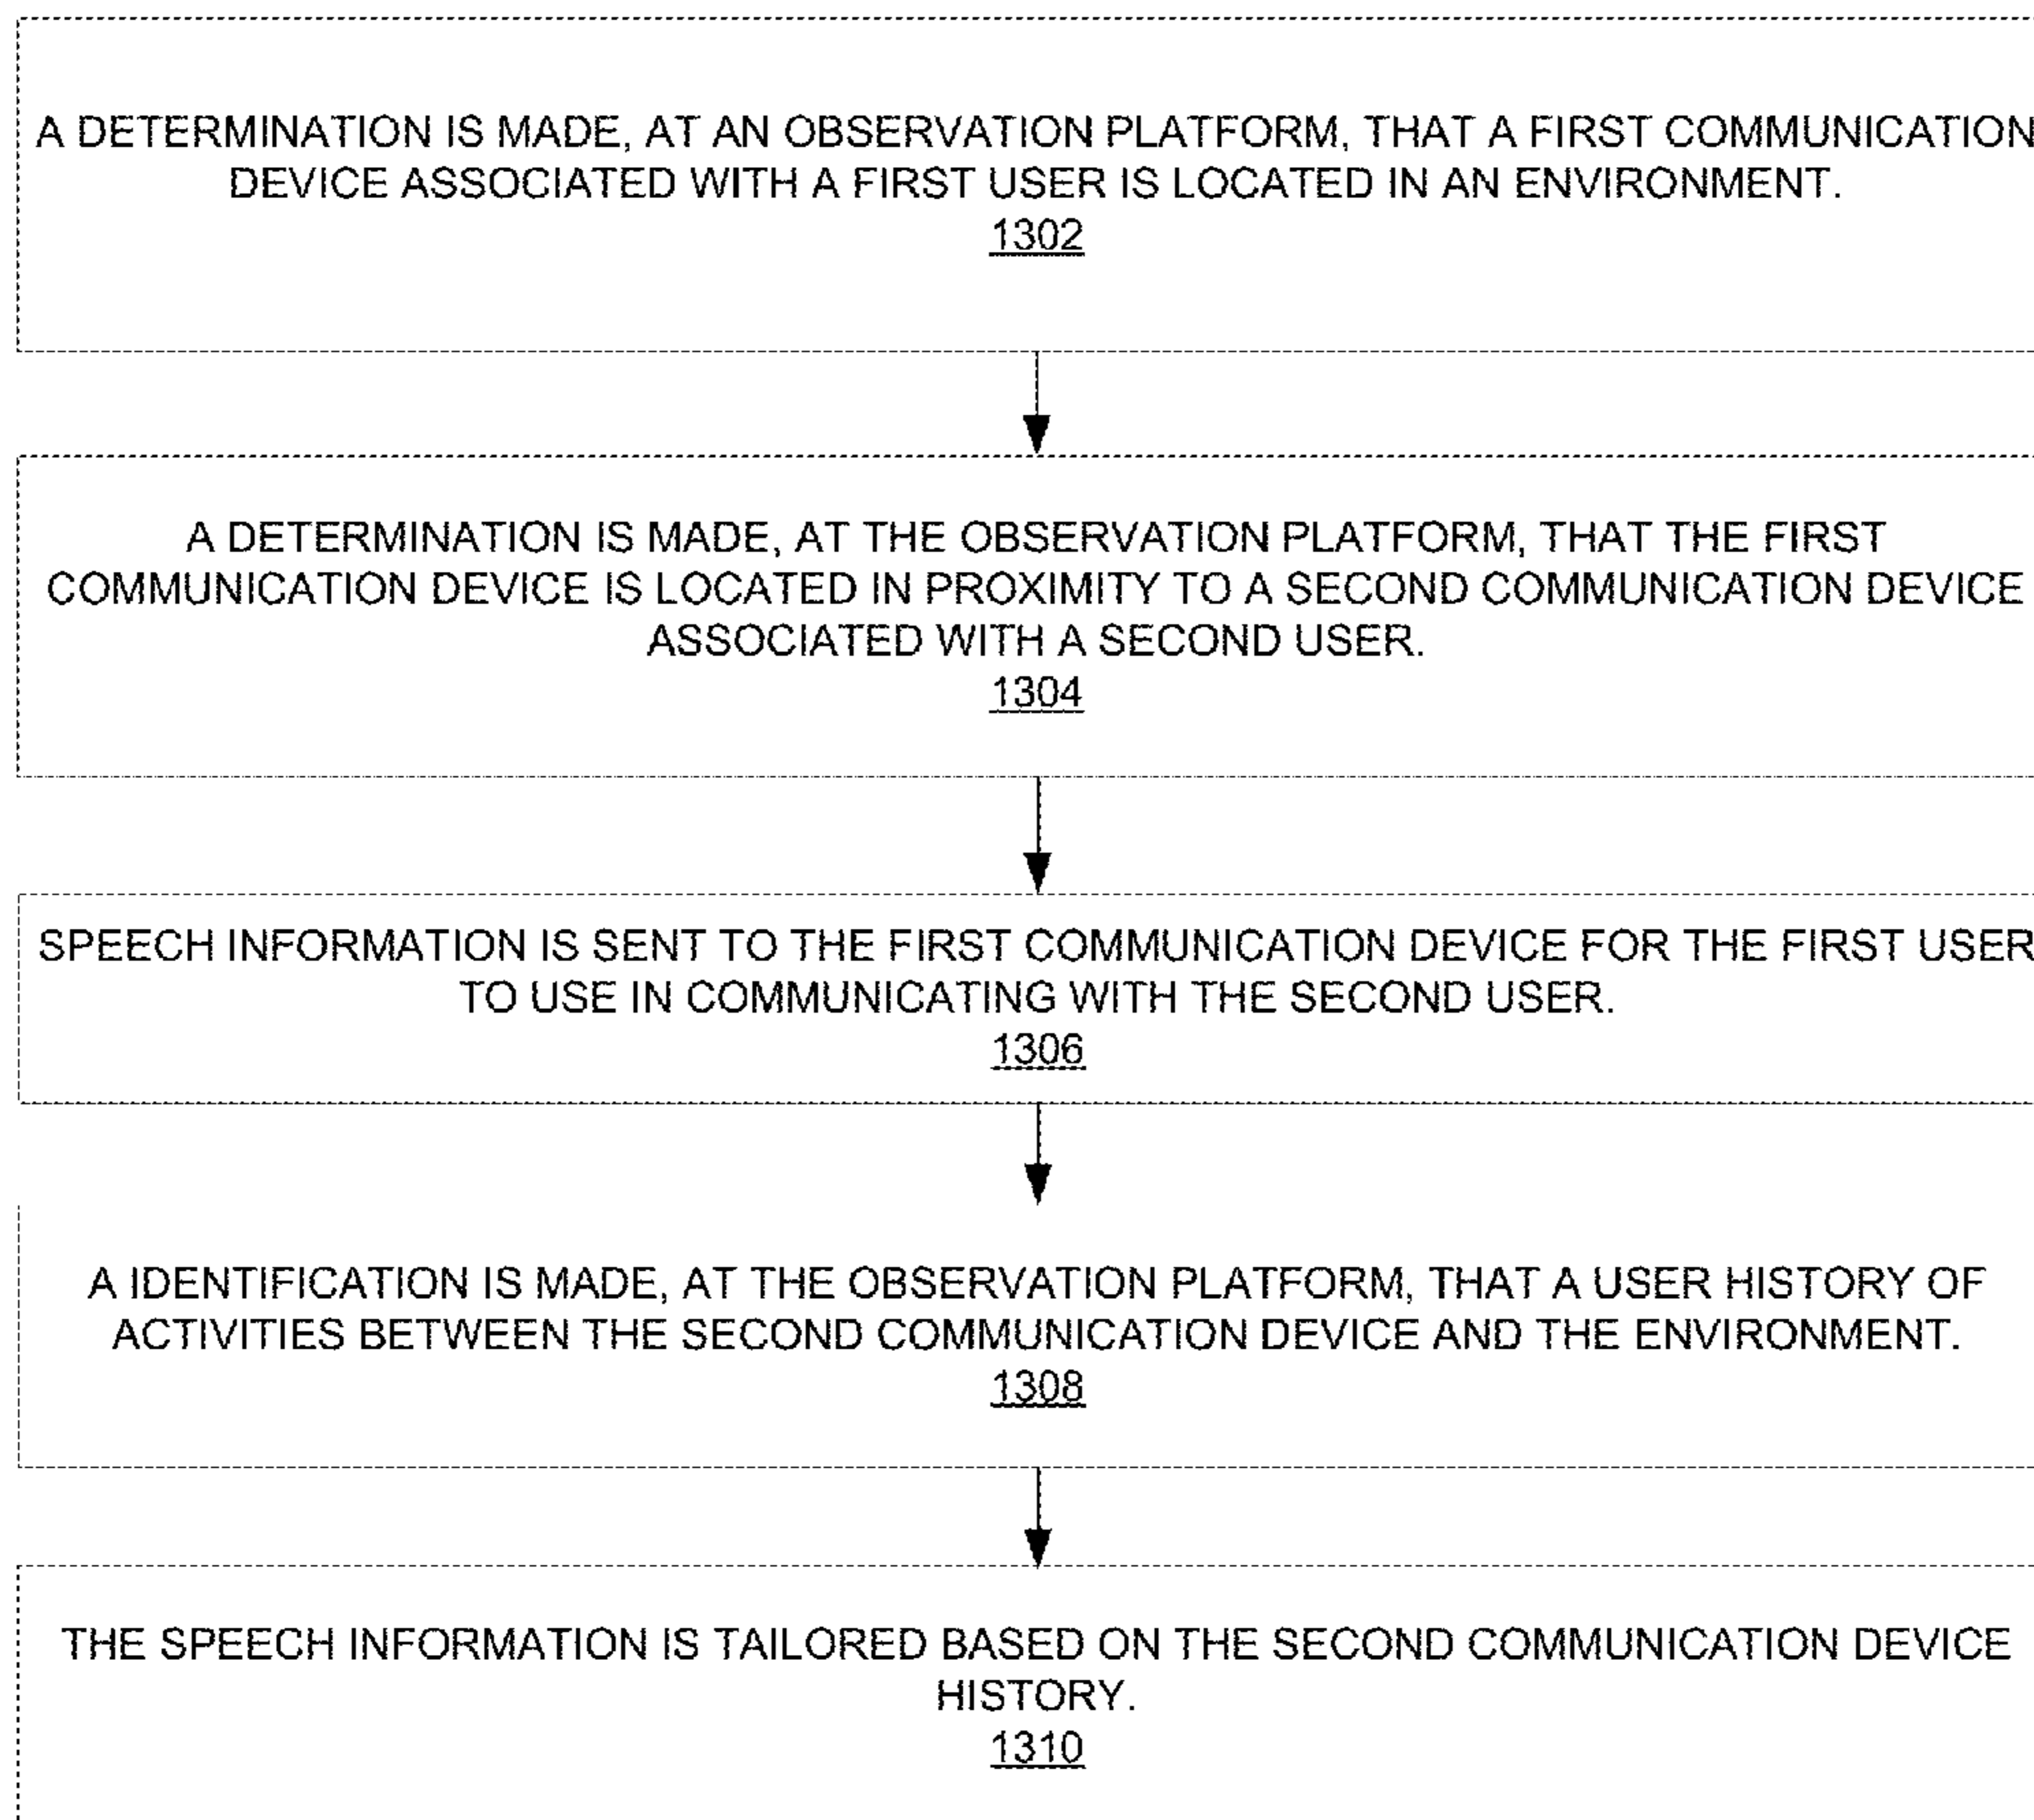 A DETERMINATION IS MADE, AT AN OBSERVATION PLATFORM, THAT A FIRST COMMUNICATION
DEVICE ASSOCIATED WITH A FIRST USER IS LOCATED IN AN ENVIRONMENT.
1302
A DETERMINATION IS MADE, AT THE OBSERVATION PLATFORM, THAT THE FIRST
COMMUNICATION DEVICE IS LOCATED IN PROXIMITY TO A SECOND COMMUNICATION DEVICE
ASSOCIATED WITH A SECOND USER.
1304
SPEECH INFORMATION IS SENT TO THE FIRST COMMUNICATION DEVICE FOR THE FIRST USER
TO USE IN COMMUNICATING WITH THE SECOND USER.
1306
A IDENTIFICATION IS MADE, AT THE OBSERVATION PLATFORM, THAT A USER HISTORY OF
ACTIVITIES BETWEEN THE SECOND COMMUNICATION DEVICE AND THE ENVIRONMENT.
1308
THE SPEECH INFORMATION IS TAILORED BASED ON THE SECOND COMMUNICATION DEVICE
HISTORY.
1310